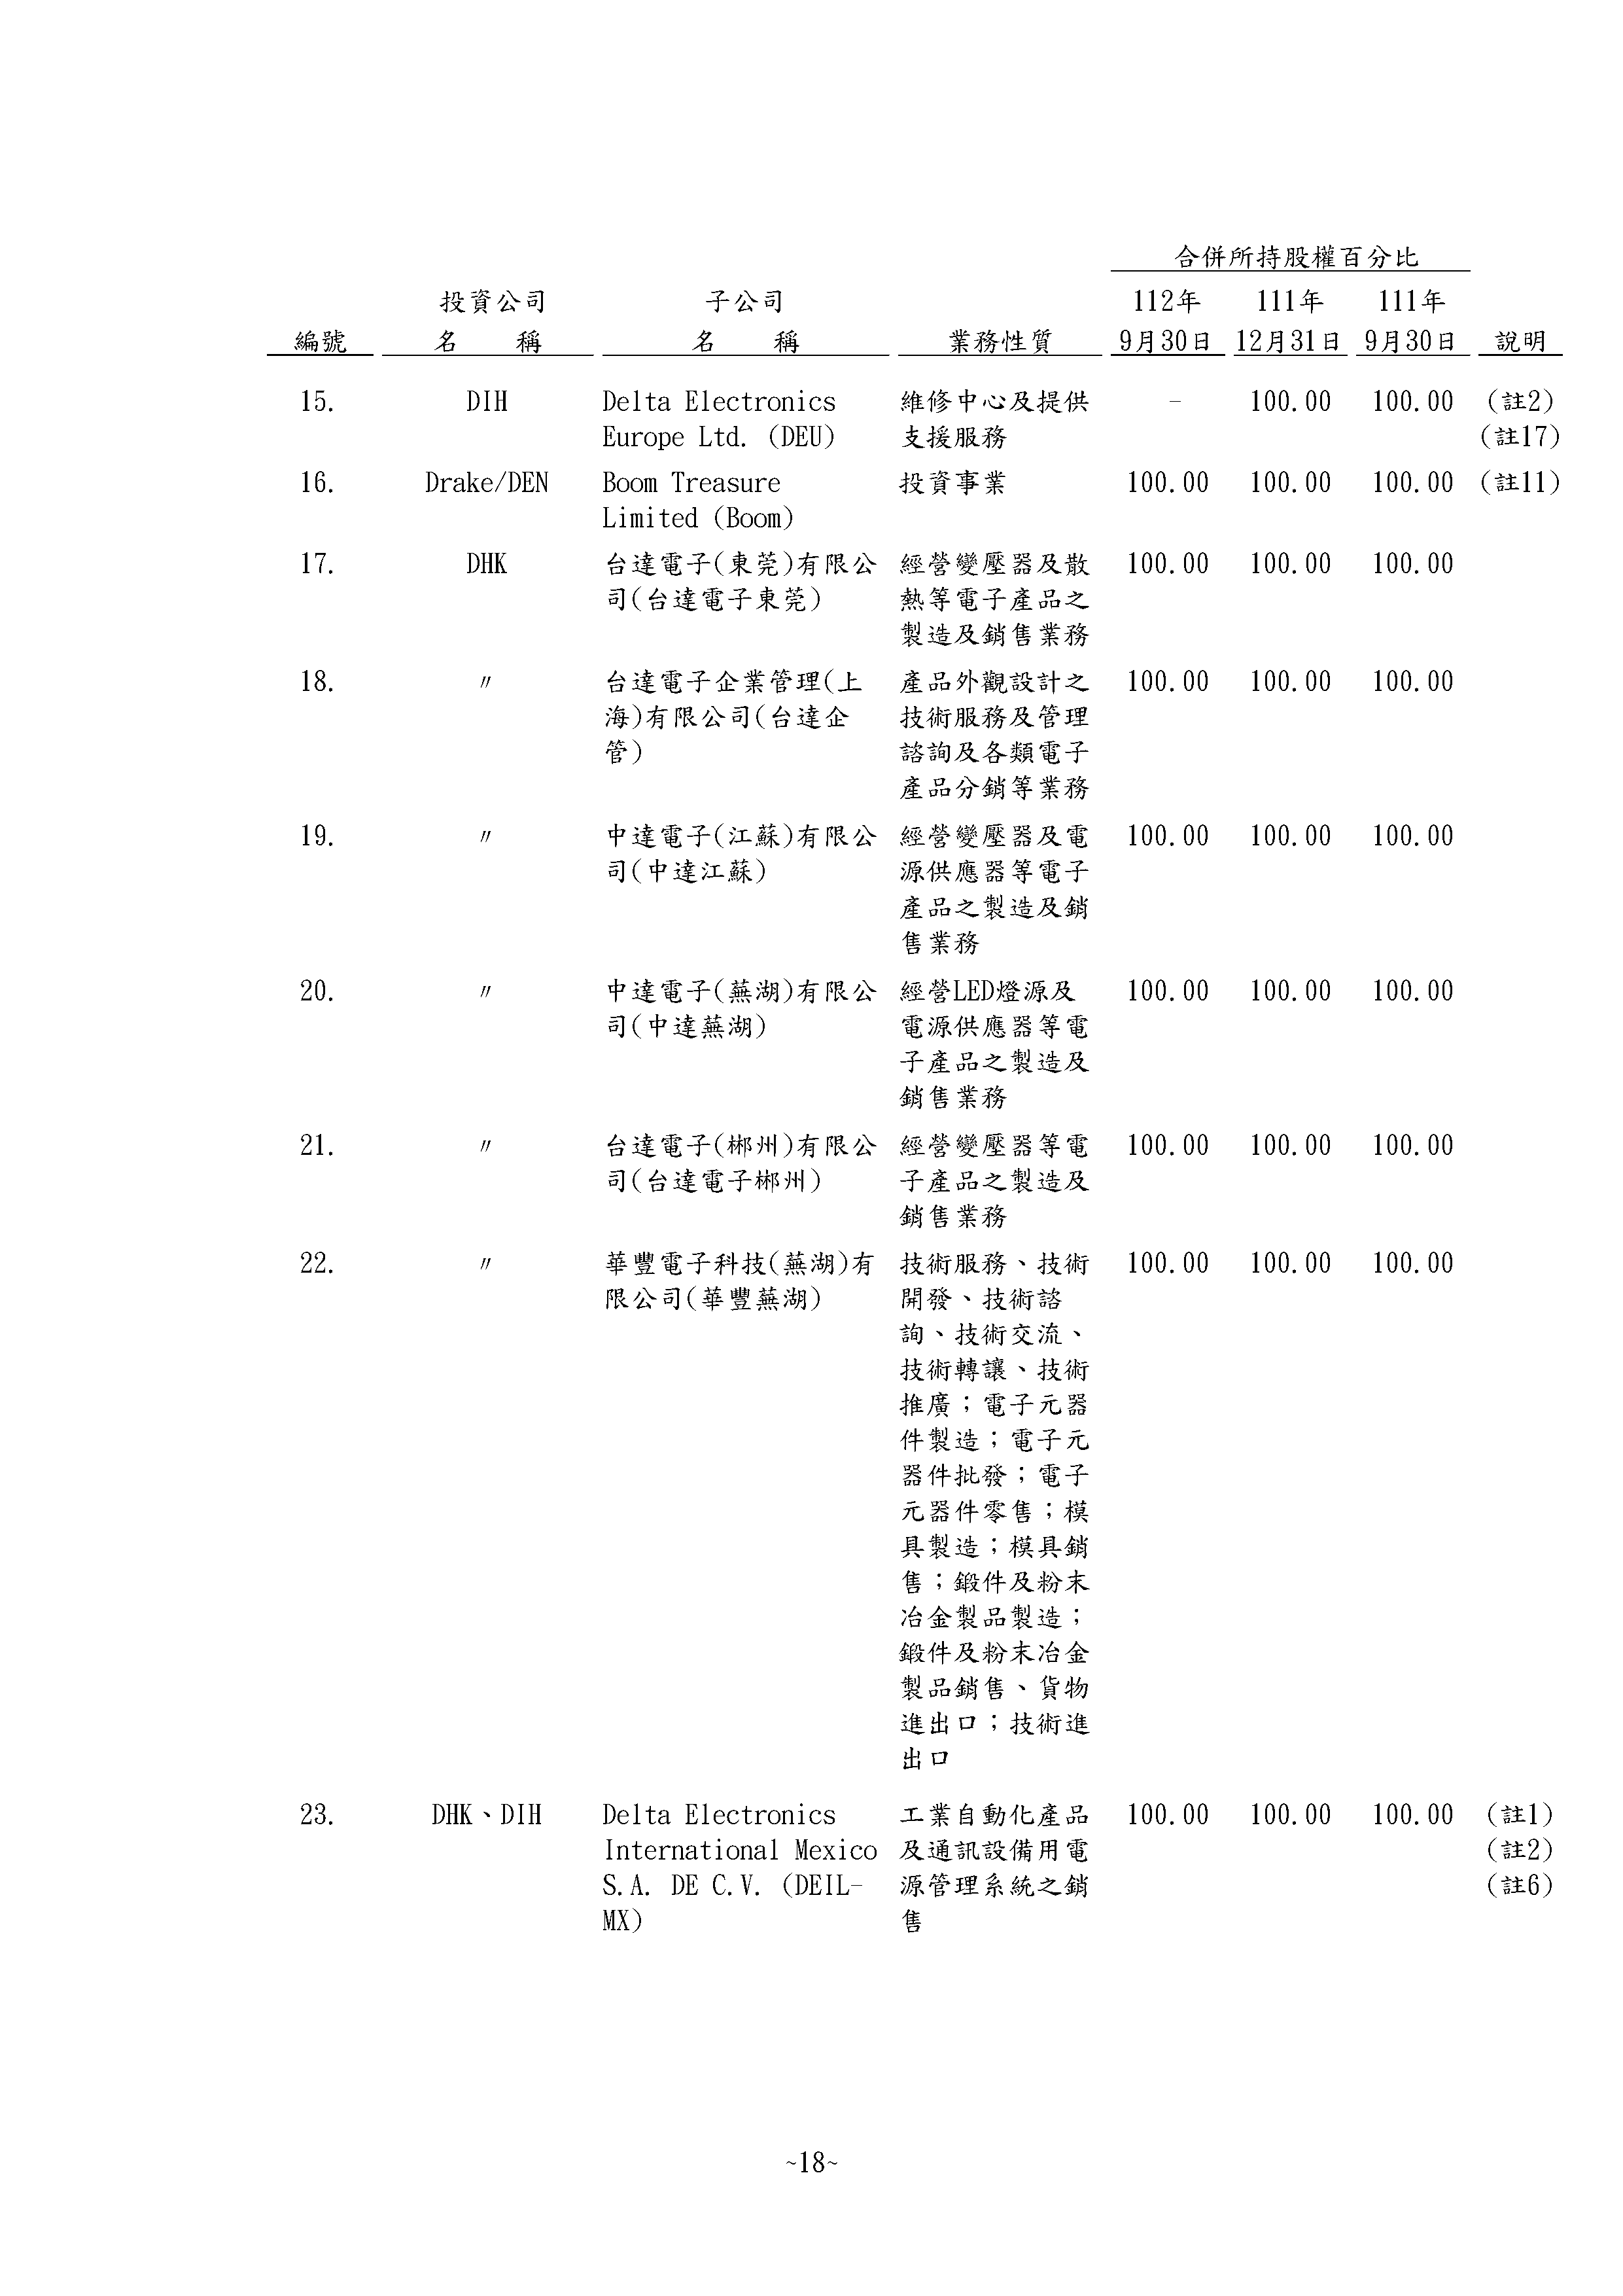 合併所持股權百分比
投資公司 子公司 112年 111年 111年
編號 名　　稱 名　　稱 業務性質 9月30日 12月31日 9月30日 說明
15. DIH Delta Electronics 維修中心及提供 - 100.00 100.00 (註2)
Europe Ltd. (DEU) 支援服務 (註17)
16. Drake/DEN Boom Treasure 投資事業 100.00 100.00 100.00 (註11)
Limited (Boom)
17. DHK 台達電子(東莞)有限公 經營變壓器及散 100.00 100.00 100.00
司(台達電子東莞) 熱等電子產品之
製造及銷售業務
18. 〃 台達電子企業管理(上 產品外觀設計之 100.00 100.00 100.00
海)有限公司(台達企 技術服務及管理
管) 諮詢及各類電子
產品分銷等業務
19. 〃 中達電子(江蘇)有限公 經營變壓器及電 100.00 100.00 100.00
司(中達江蘇) 源供應器等電子
產品之製造及銷
售業務
20. 〃 中達電子(蕪湖)有限公 經營LED燈源及 100.00 100.00 100.00
司(中達蕪湖) 電源供應器等電
子產品之製造及
銷售業務
21. 〃 台達電子(郴州)有限公 經營變壓器等電 100.00 100.00 100.00
司(台達電子郴州) 子產品之製造及
銷售業務
22. 〃 華豐電子科技(蕪湖)有 技術服務、技術 100.00 100.00 100.00
限公司(華豐蕪湖) 開發、技術諮
詢、技術交流、
技術轉讓、技術
推廣；電子元器
件製造；電子元
器件批發；電子
元器件零售；模
具製造；模具銷
售；鍛件及粉末
冶金製品製造；
鍛件及粉末冶金
製品銷售、貨物
進出口；技術進
出口
23. DHK、DIH Delta Electronics 工業自動化產品 100.00 100.00 100.00 (註1)
International Mexico 及通訊設備用電 (註2)
S.A. DE C.V. (DEIL- 源管理系統之銷 (註6)
MX) 售
~18~